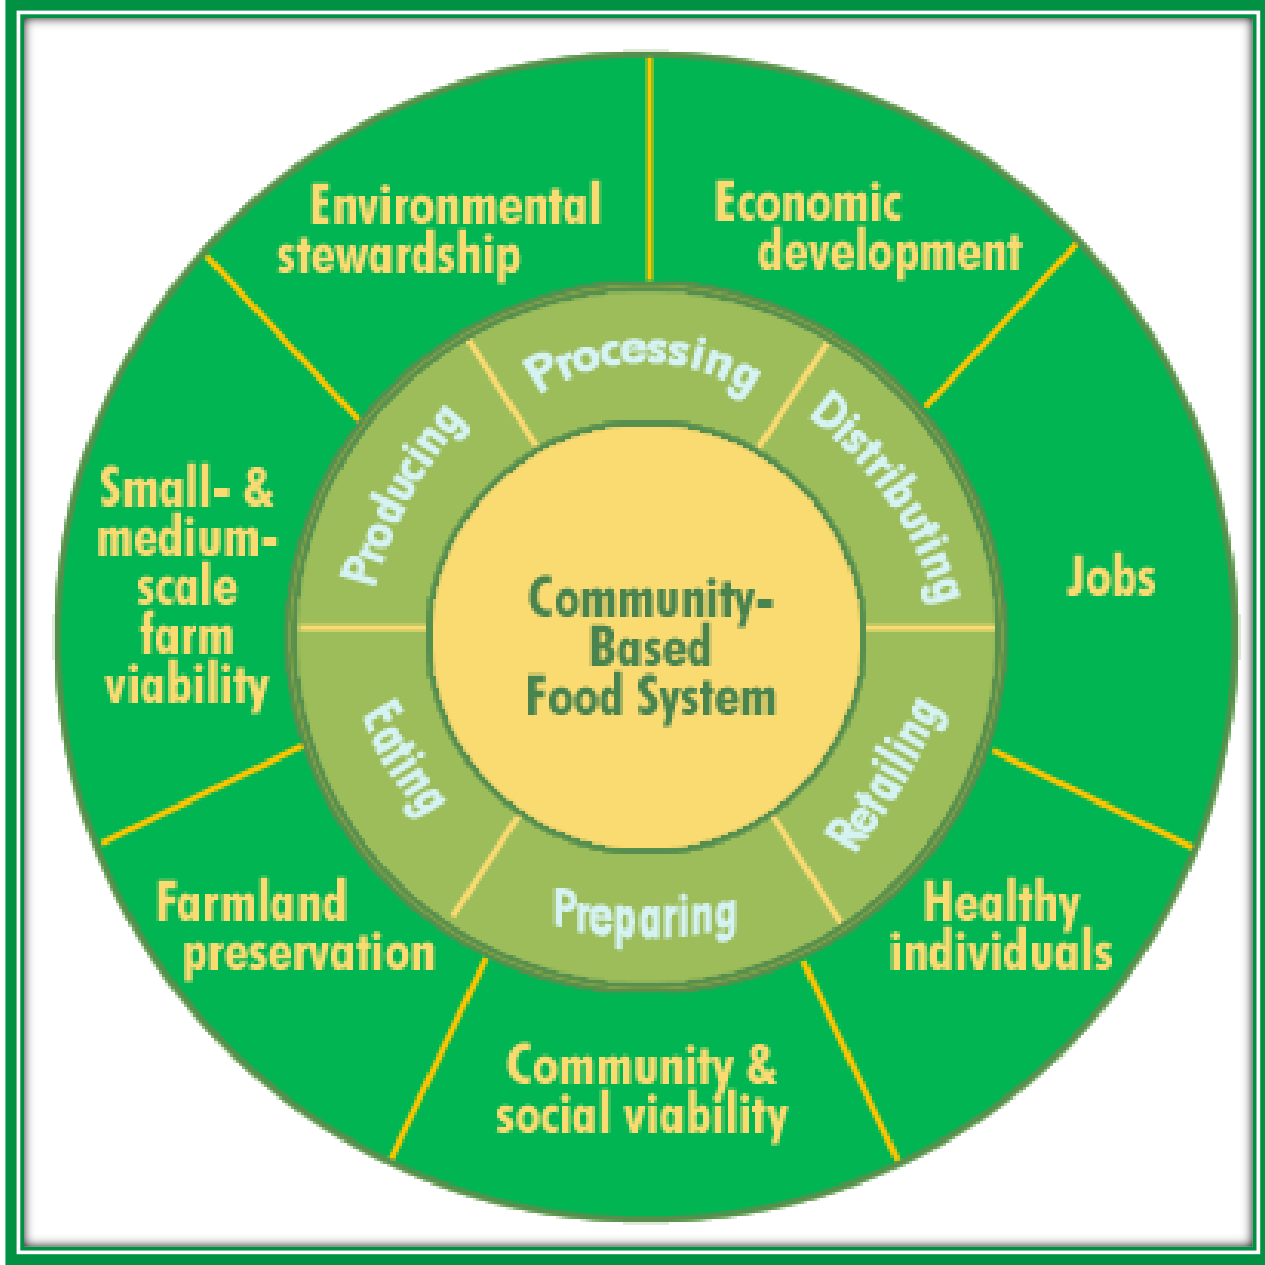 Environmental
stewardship
Economic
development
Processing
Producing
Distributing
Small- &
medium-
scale
farm
viability
Jobs
Community-
Based
Food System
Eating
Retailing
Preparing
Farmland
preservation
Healthy
individuals
Community &
social viability